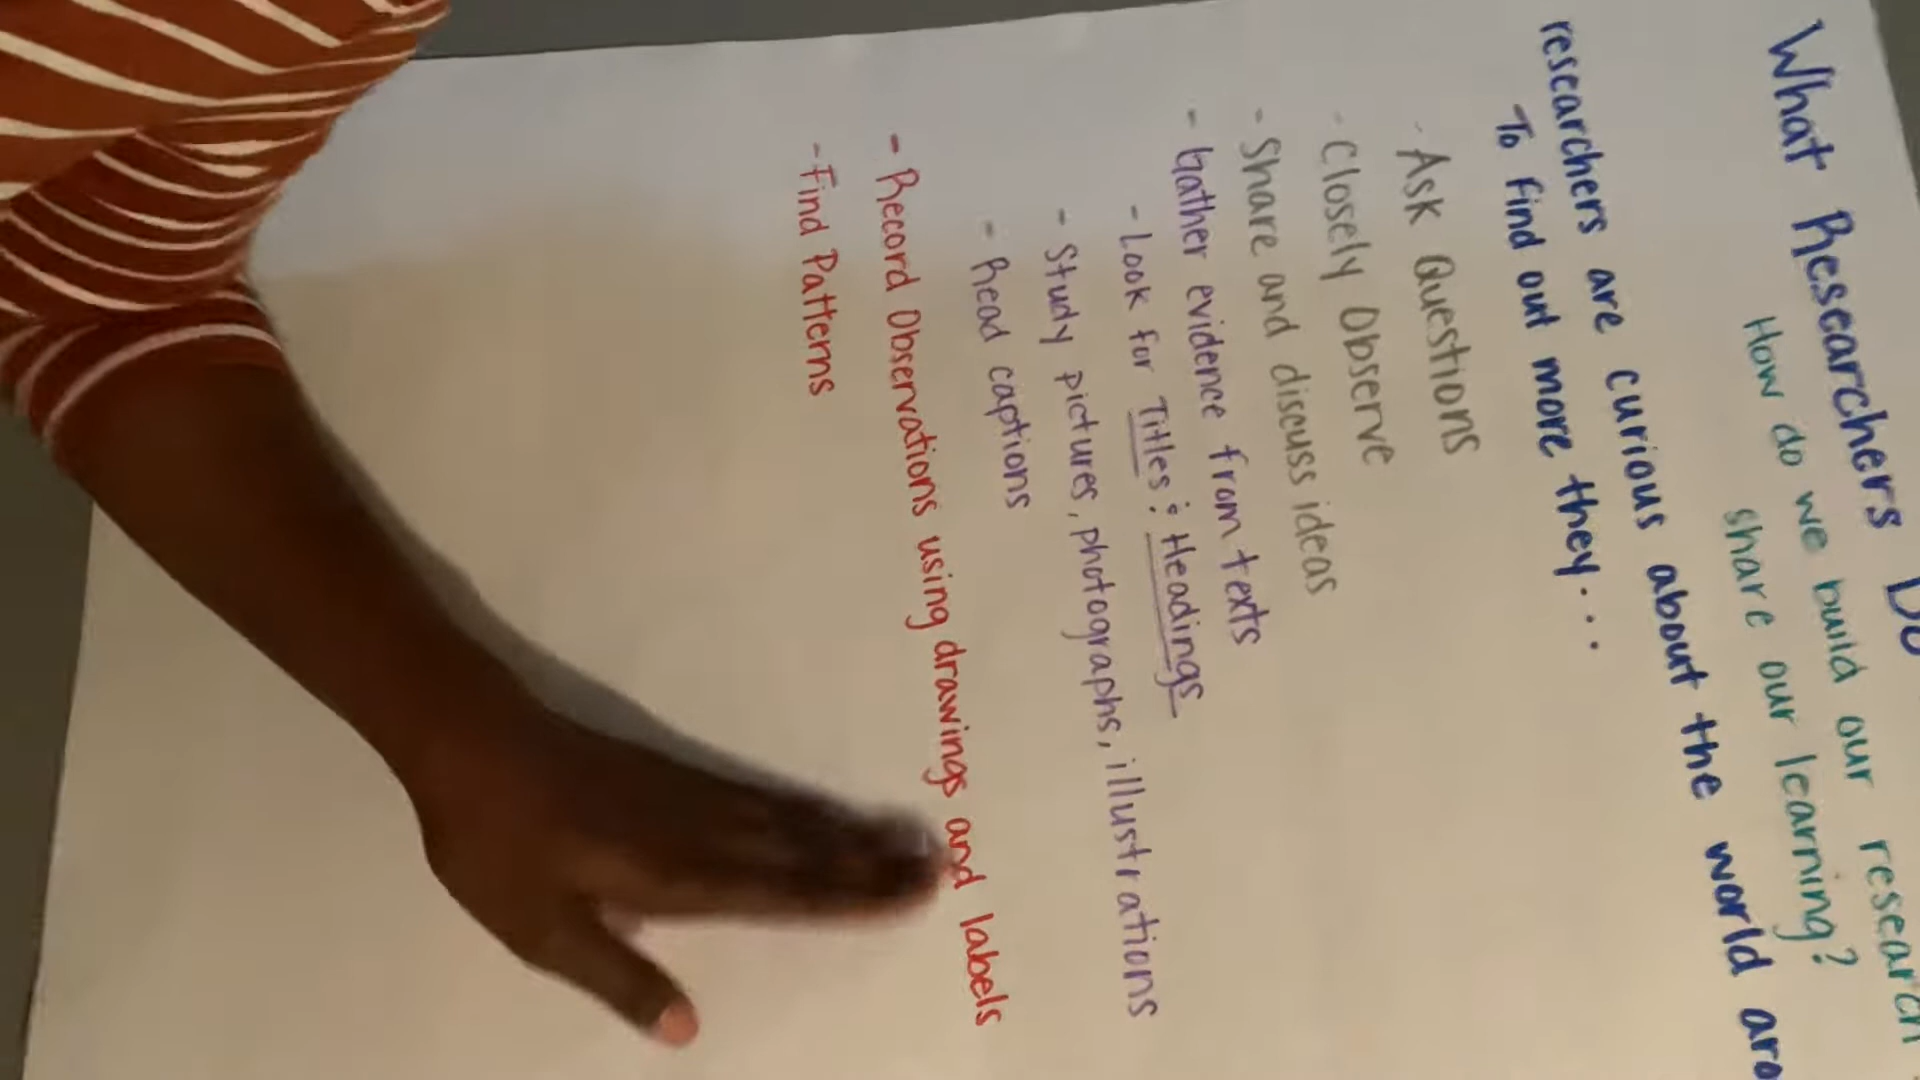 What Researchers Do
How do we build our research
share our learning?
researchers are curious about the world
To find out more they...
- Ask Questions
- Closely Observe
- Share and discuss ideas
- Gather evidence from texts
- Look for Titles : Headings
- Study pictures, photographs, illustrations
- Read captions
- Record Observations using drawings and labels
- Find Patterns